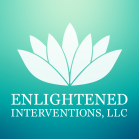 ENLIGHTENED
INTERVENTIONS, LLC